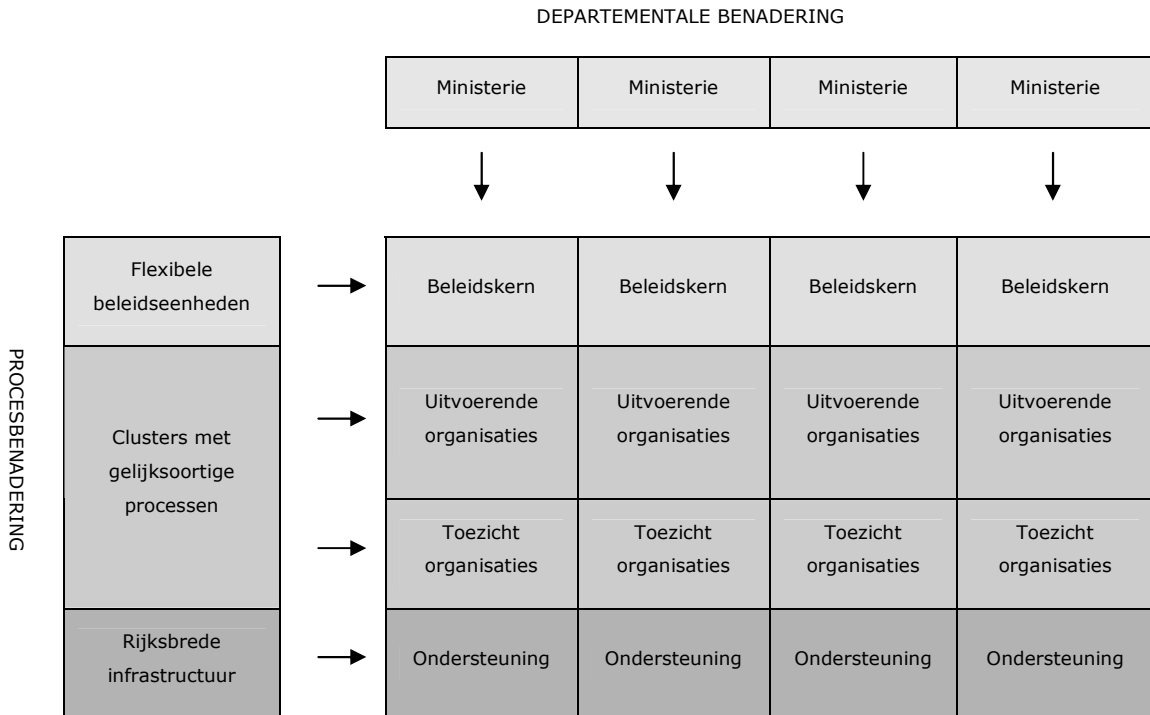 DEPARTEMENTALE BENADERING
Ministerie
Ministerie
Ministerie
Ministerie
PROCESBENADERING
Flexibele
beleidseenheden
Beleidskern
Beleidskern
Beleidskern
Beleidskern
Clusters met
gelijksoortige
processen
Uitvoerende
organisaties
Uitvoerende
organisaties
Uitvoerende
organisaties
Uitvoerende
organisaties
Toezicht
organisaties
Toezicht
organisaties
Toezicht
organisaties
Toezicht
organisaties
Rijksbrede
infrastructuur
Ondersteuning
Ondersteuning
Ondersteuning
Ondersteuning